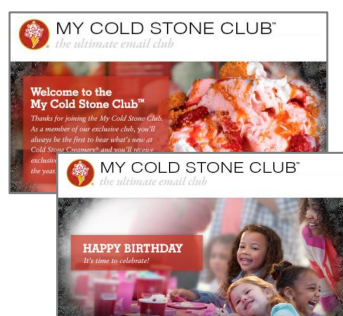 MY COLD STONE CLUB™
the ultimate email club
Welcome to the
My Cold Stone Club™
Thanks for joining the My Cold Stone Club.
As a member of our exclusive club, you'll
always be the first to hear what's new at
Cold Stone Creamery® and you'll receive
exclusive
the year.
MY COLD STONE CLUB™
the ultimate email club
HAPPY BIRTHDAY
It's time to celebrate!